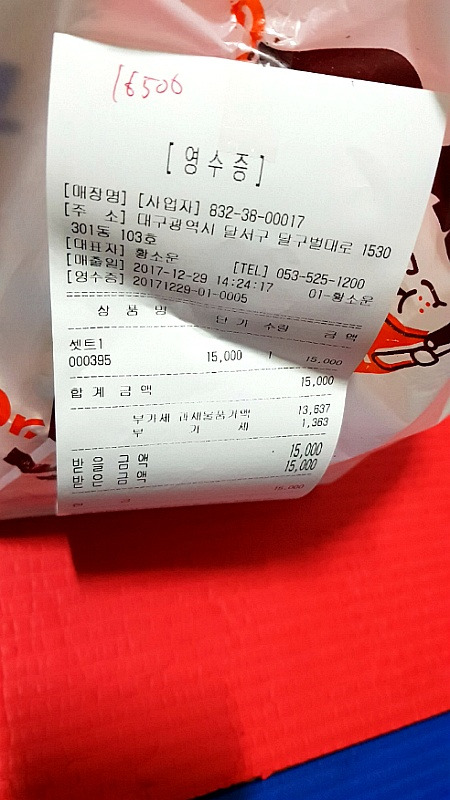 16500
[영수증]
[매장명] [사업자] 832-38-00017
[주 소] 대구광역시 달서구 달구벌대로 1530
301동 103호
[대표자] 황소운 [TEL] 053-525-1200
[매출일] 2017-12-29 14:24:17 01-황소운
[영수증] 20171229-01-0005
상 품 명 단가 수량 금 액
셋트1
000395 15,000 1 15,000
합 계 금 액 15,000
부가세 과세물품가액 13,637
부 가 세 1,363
받을금액 15,000
받은금액 15,000
현 금 15,000